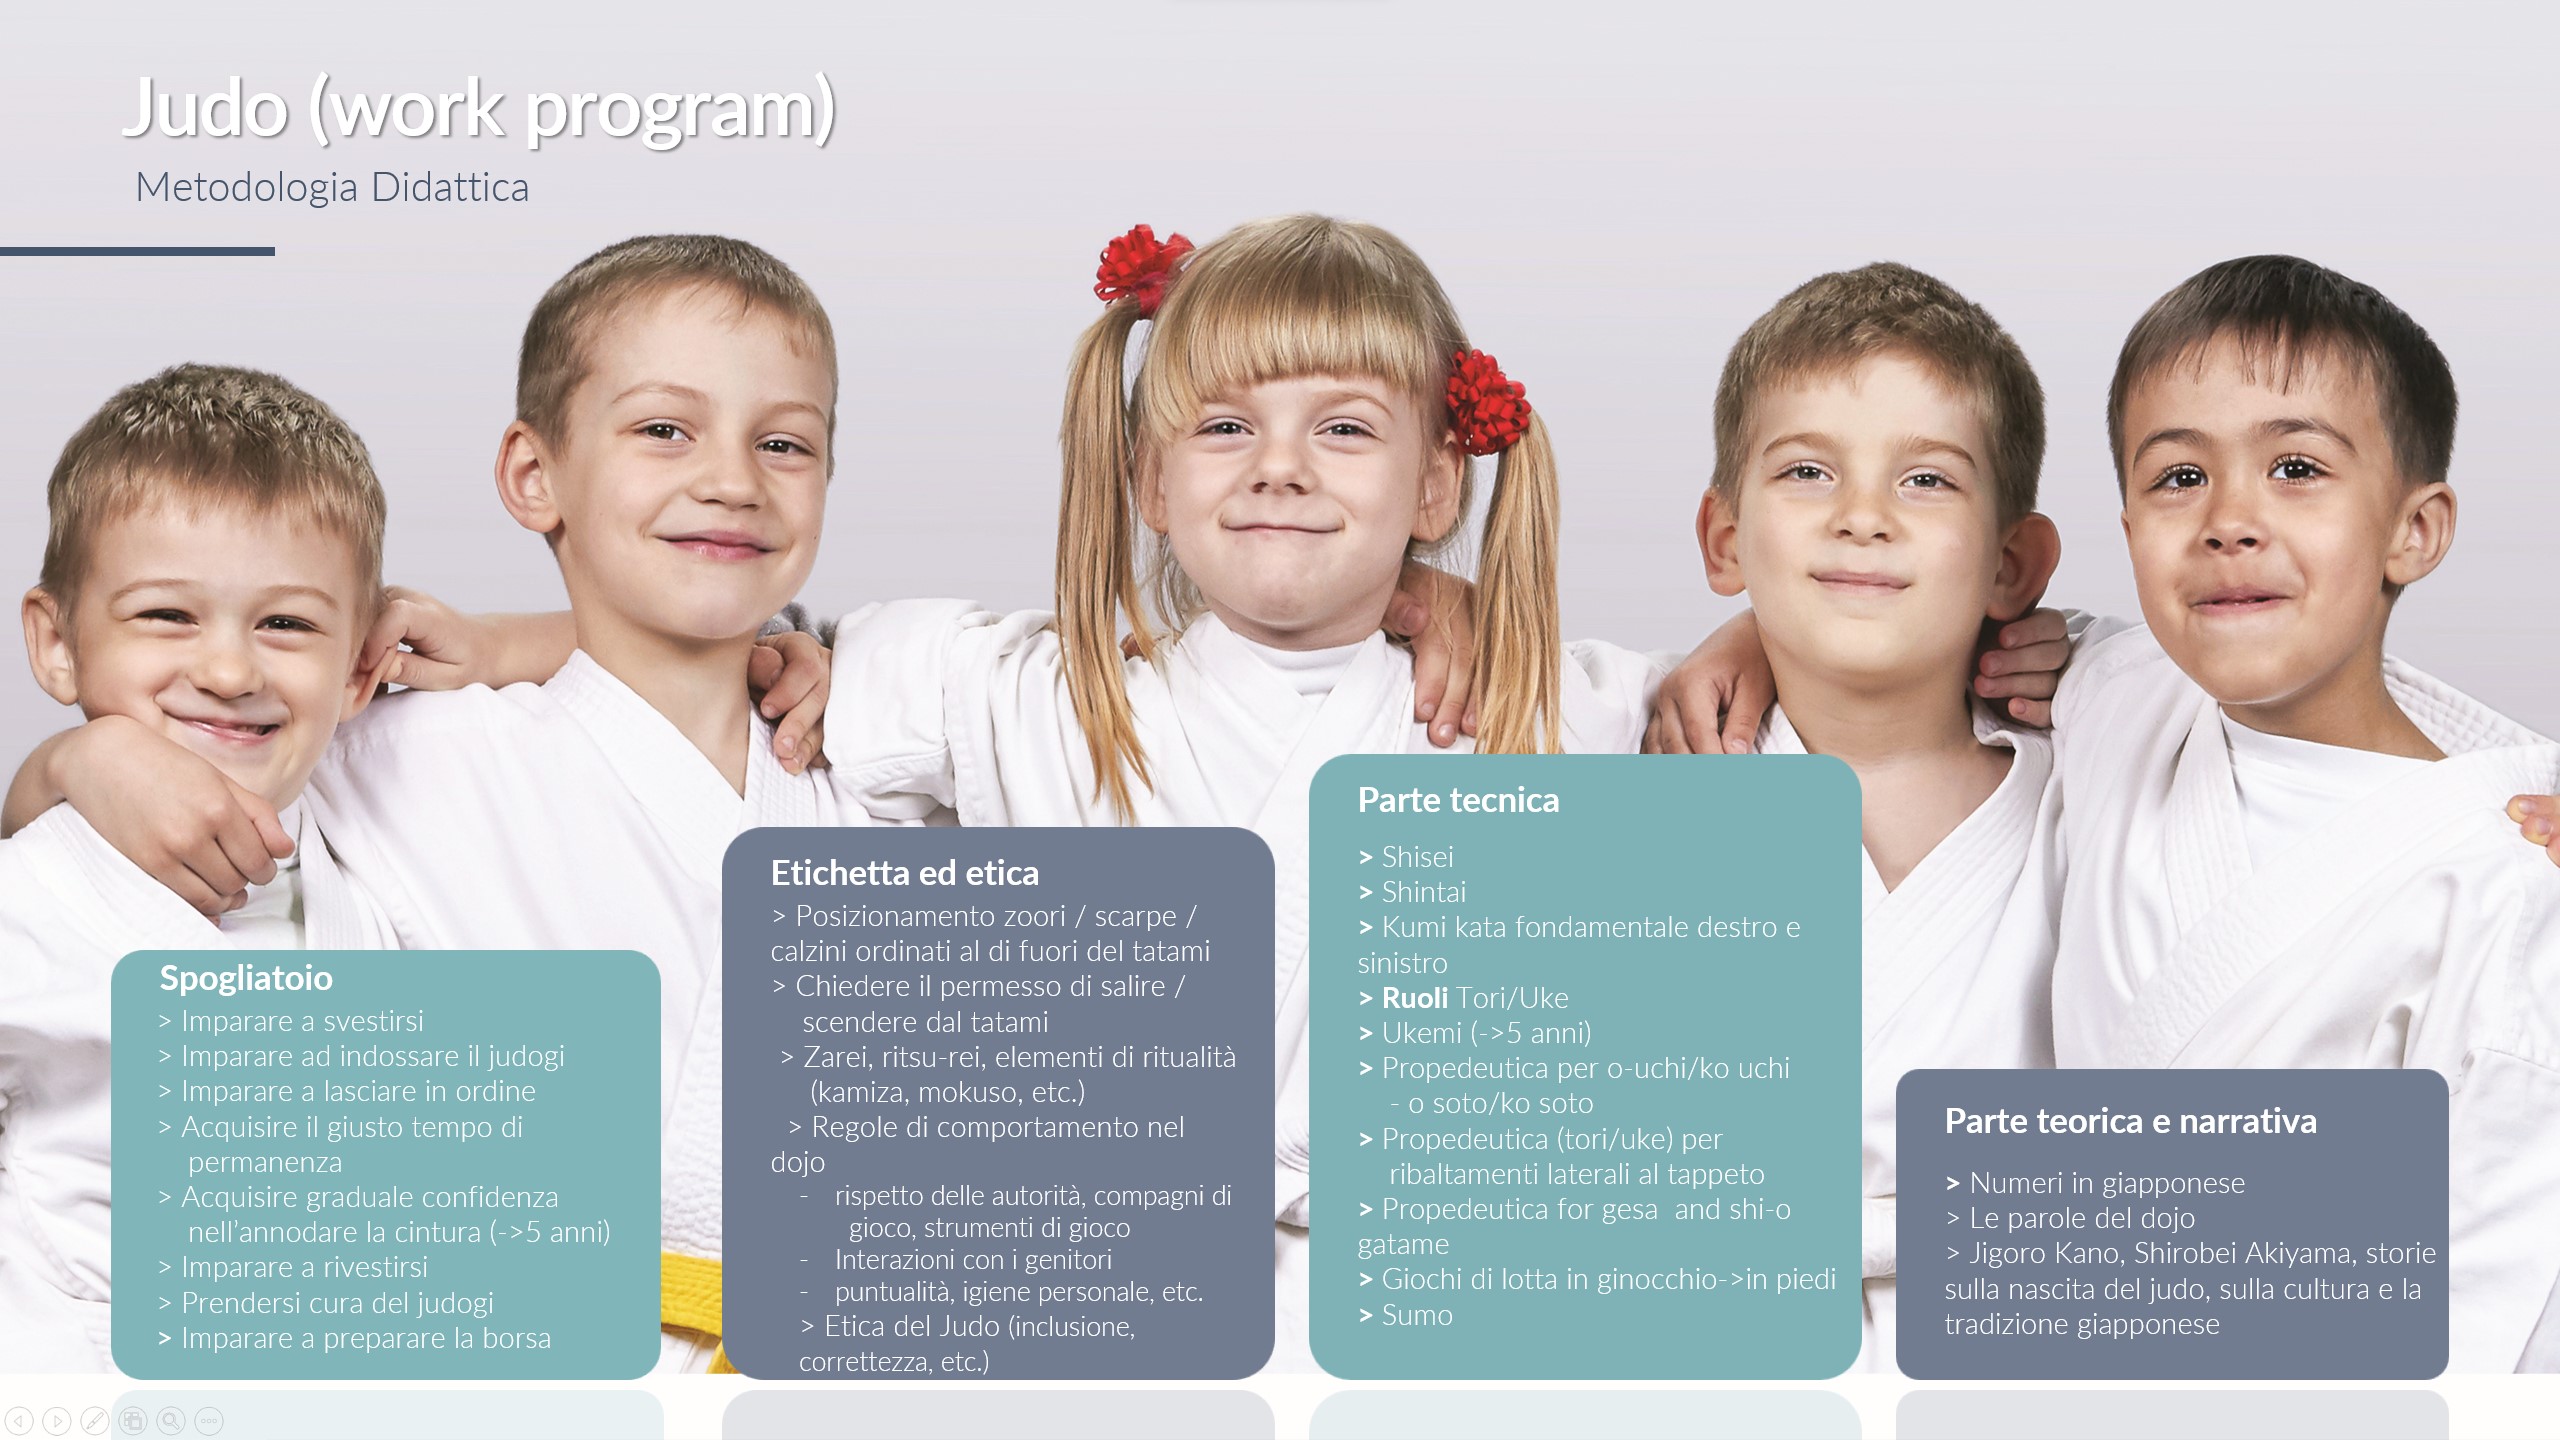 Judo (work program)
Metodologia Didattica
Spogliatoio
> Imparare a svestirsi
> Imparare ad indossare il judogi
> Imparare a lasciare in ordine
> Acquisire il giusto tempo di
permanenza
> Acquisire graduale confidenza
nell'annodare la cintura (->5 anni)
> Imparare a rivestirsi
> Prendersi cura del judogi
> Imparare a preparare la borsa
Etichetta ed etica
> Posizionamento zoori / scarpe /
calzini ordinati al di fuori del tatami
> Chiedere il permesso di salire /
scendere dal tatami
> Zarei, ritsu-rei, elementi di ritualità
(kamiza, mokuso, etc.)
> Regole di comportamento nel
dojo
- rispetto delle autorità, compagni di
gioco, strumenti di gioco
- Interazioni con i genitori
- puntualità, igiene personale, etc.
> Etica del Judo (inclusione,
correttezza, etc.)
Parte tecnica
> Shisei
> Shintai
> Kumi kata fondamentale destro e
sinistro
> Ruoli Tori/Uke
> Ukemi (->5 anni)
> Propedeutica per o-uchi/ko uchi
- o soto/ko soto
> Propedeutica (tori/uke) per
ribaltamenti laterali al tappeto
> Propedeutica for gesa  and shi-o
gatame
> Giochi di lotta in ginocchio->in piedi
> Sumo
Parte teorica e narrativa
> Numeri in giapponese
> Le parole del dojo
> Jigoro Kano, Shirobei Akiyama, storie
sulla nascita del judo, sulla cultura e la
tradizione giapponese